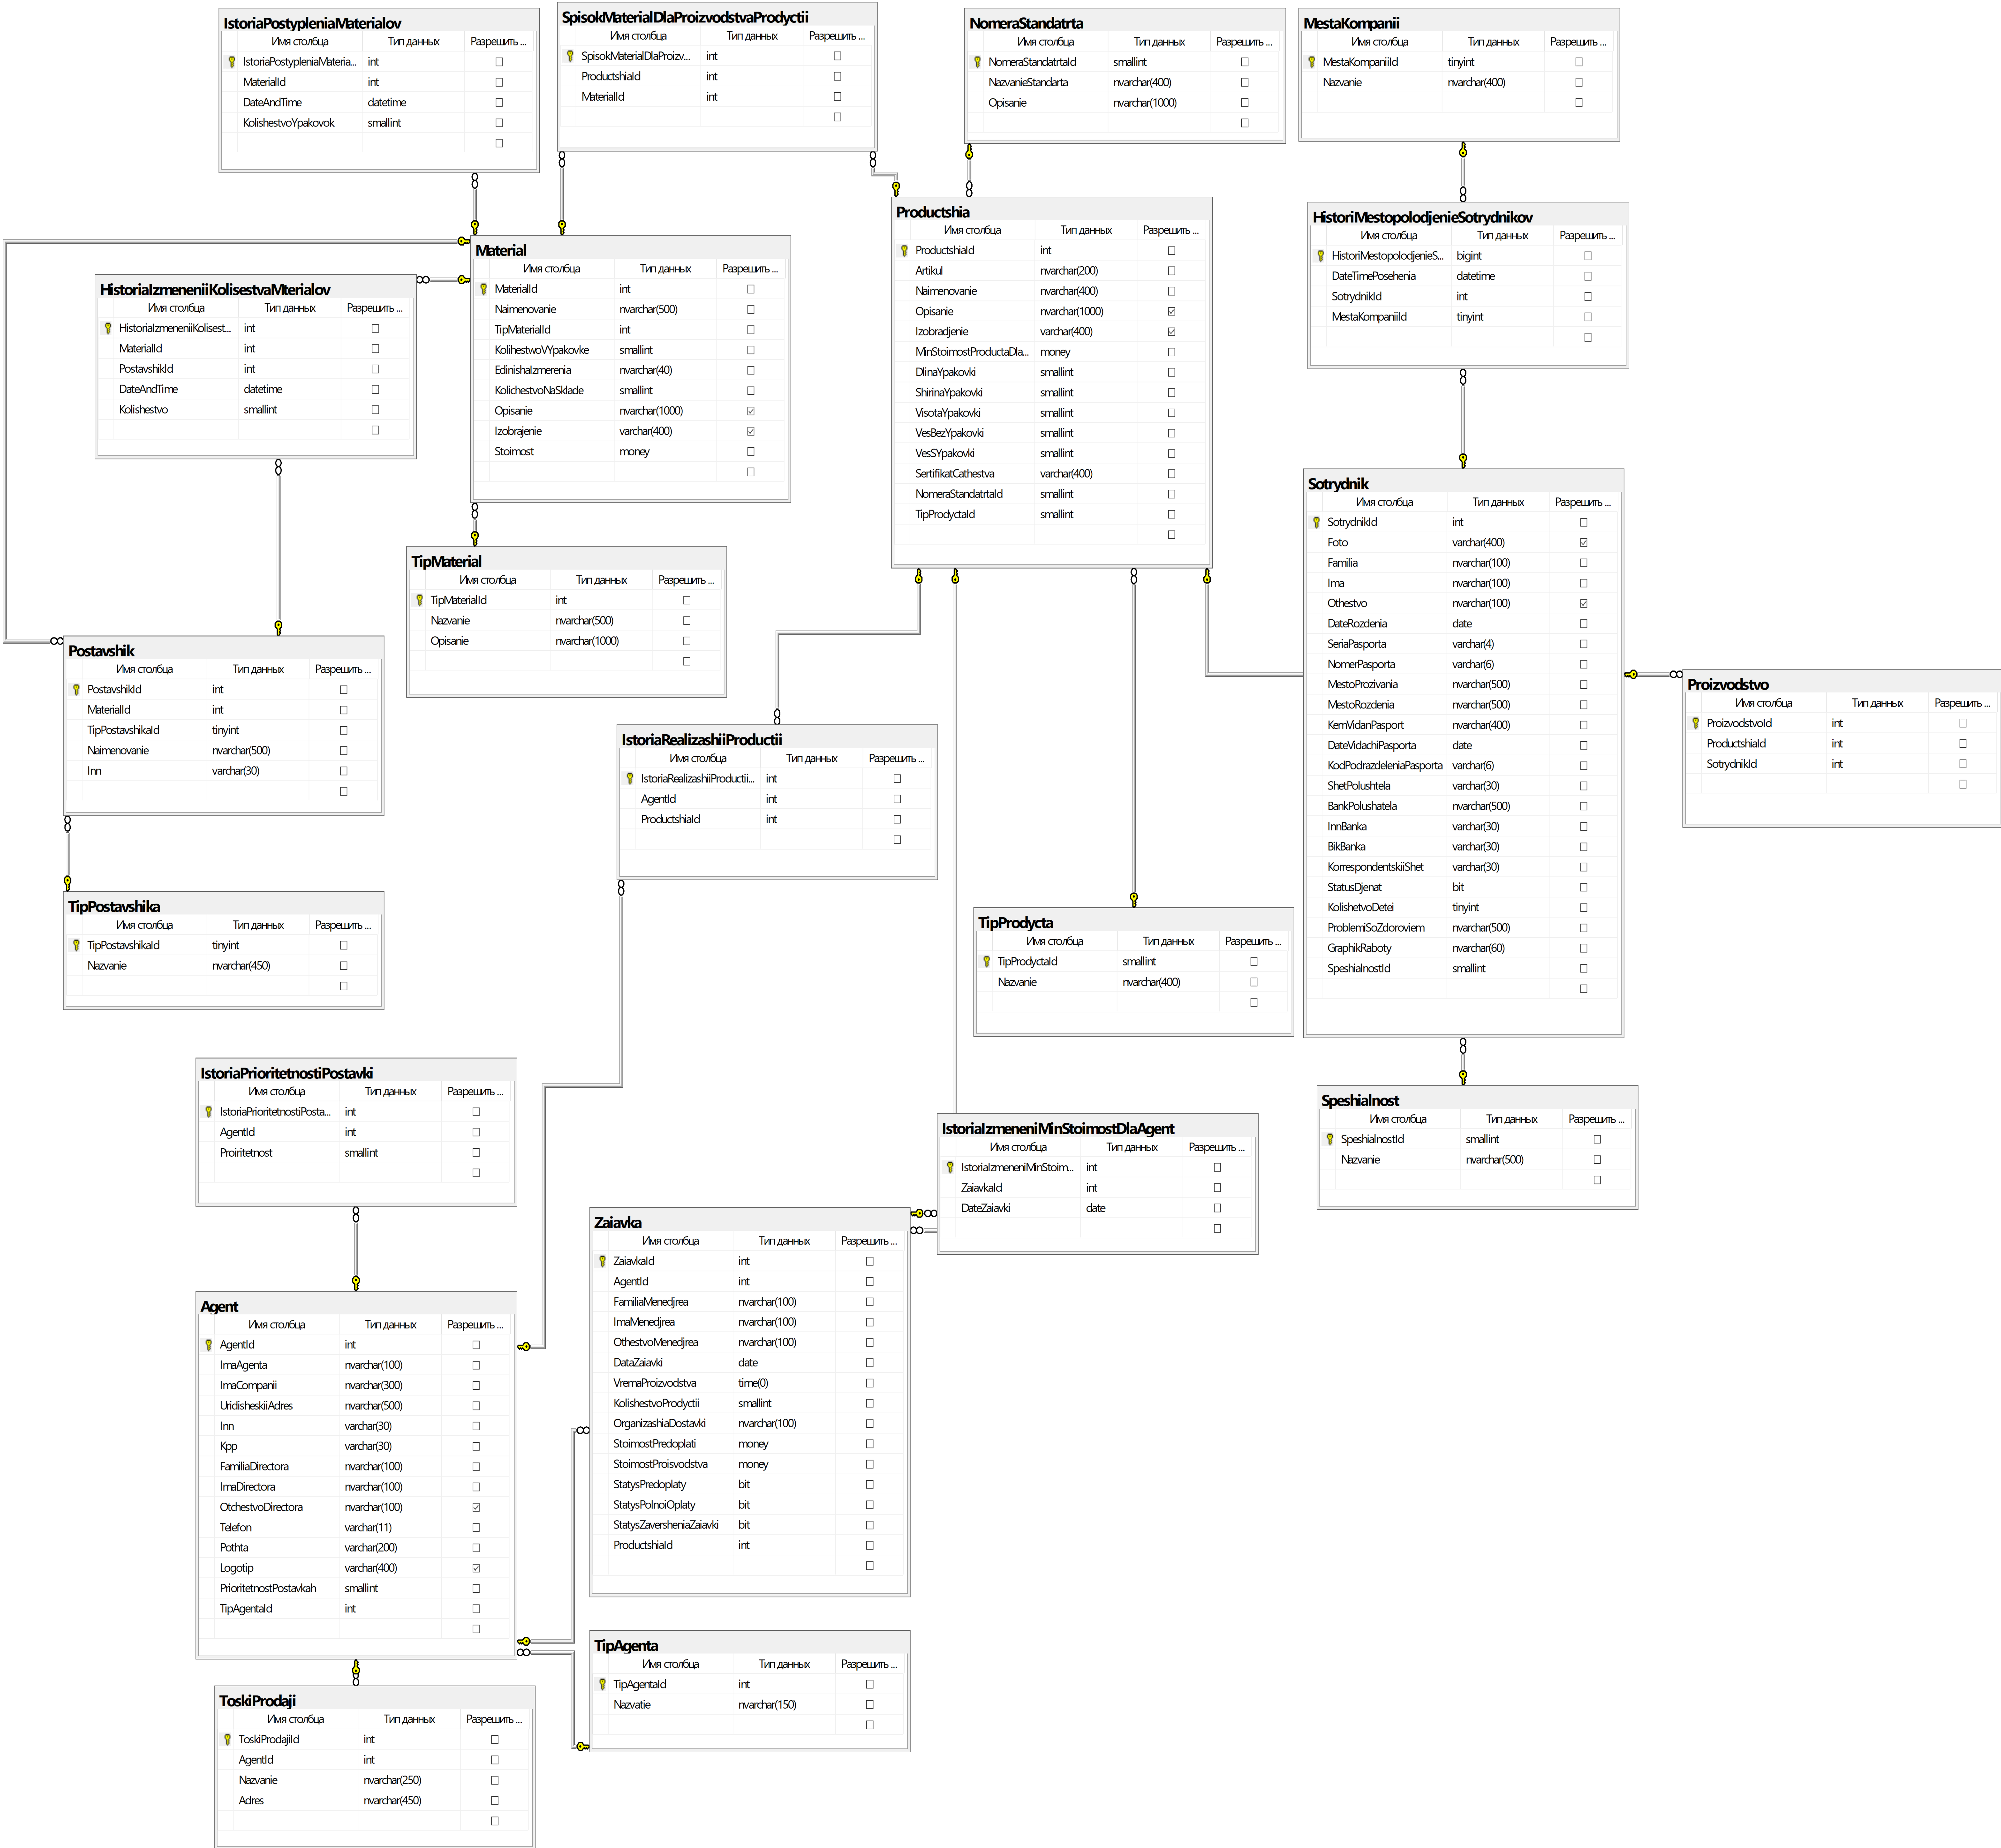 IstoriaPostypleniaMaterialov
Имя столбца Тип данных Разрешить ...
IstoriaPostypleniaMateria... int
MaterialId int
DateAndTime datetime
KolishestvoYpakovok smallint
SpisokMaterialDlaProizvodstvaProdyctii
Имя столбца Тип данных Разрешить ...
SpisokMaterialDlaProizv... int
ProductshiaId int
MaterialId int
NomeraStandatrta
Имя столбца Тип данных Разрешить ...
NomeraStandatrtaId smallint
NazvanieStandarta nvarchar(400)
Opisanie nvarchar(1000)
MestaKompanii
Имя столбца Тип данных Разрешить ...
MestaKompaniiId tinyint
Nazvanie nvarchar(400)
Productshia
Имя столбца Тип данных Разрешить ...
ProductshiaId int
Artikul nvarchar(200)
Naimenovanie nvarchar(400)
Opisanie nvarchar(1000)
Izobradjenie varchar(400)
MinStoimostProductaDla... money
DlinaYpakovki smallint
ShirinaYpakovki smallint
VisotaYpakovki smallint
VesBezYpakovki smallint
VesSYpakovki smallint
SertifikatCathestva varchar(400)
NomeraStandatrtaId smallint
TipProdyctaId smallint
HistoriMestopolodjenieSotrydnikov
Имя столбца Тип данных Разрешить ...
HistoriMestopolodjenieS... bigint
DateTimePosehenia datetime
SotrydnikId int
MestaKompaniiId tinyint
Material
Имя столбца Тип данных Разрешить ...
MaterialId int
Naimenovanie nvarchar(500)
TipMaterialId int
KolihestwoVYpakovke smallint
EdinishaIzmerenia nvarchar(40)
KolichestvoNaSklade smallint
Opisanie nvarchar(1000)
Izobrajenie varchar(400)
Stoimost money
HistoriaIzmeneniiKolisestvaMterialov
Имя столбца Тип данных Разрешить ...
HistoriaIzmeneniiKolisest... int
MaterialId int
PostavshikId int
DateAndTime datetime
Kolishestvo smallint
Sotrydnik
Имя столбца Тип данных Разрешить ...
SotrydnikId int
Foto varchar(400)
Familia nvarchar(100)
Ima nvarchar(100)
Othestvo nvarchar(100)
DateRozdenia date
SeriaPasporta varchar(4)
NomerPasporta varchar(6)
MestoProzivania nvarchar(500)
MestoRozdenia nvarchar(500)
KemVidanPasport nvarchar(400)
DateVidachiPasporta date
KodPodrazdeleniaPasporta varchar(6)
ShetPolushtela varchar(30)
BankPolushatela nvarchar(500)
InnBanka varchar(30)
BikBanka varchar(30)
KorrespondentskiiShet varchar(30)
StatusDjenat bit
KolishetvoDetei tinyint
ProblemiSoZdoroviem nvarchar(500)
GraphikRaboty nvarchar(60)
SpeshialnostId smallint
TipMaterial
Имя столбца Тип данных Разрешить ...
TipMaterialId int
Nazvanie nvarchar(500)
Opisanie nvarchar(1000)
Postavshik
Имя столбца Тип данных Разрешить ...
PostavshikId int
MaterialId int
TipPostavshikaId tinyint
Naimenovanie nvarchar(500)
Inn varchar(30)
Proizvodstvo
Имя столбца Тип данных Разрешить ...
ProizvodstvoId int
ProductshiaId int
SotrydnikId int
IstoriaRealizashiiProductii
Имя столбца Тип данных Разрешить ...
IstoriaRealizashiiProductii... int
AgentId int
ProductshiaId int
TipPostavshika
Имя столбца Тип данных Разрешить ...
TipPostavshikaId tinyint
Nazvanie nvarchar(450)
TipProdycta
Имя столбца Тип данных Разрешить ...
TipProdyctaId smallint
Nazvanie nvarchar(400)
IstoriaPrioritetnostiPostavki
Имя столбца Тип данных Разрешить ...
IstoriaPrioritetnostiPosta... int
AgentId int
Proiritetnost smallint
Speshialnost
Имя столбца Тип данных Разрешить ...
SpeshialnostId smallint
Nazvanie nvarchar(500)
IstoriaIzmeneniMinStoimostDlaAgent
Имя столбца Тип данных Разрешить ...
IstoriaIzmeneniMinStoim... int
ZaiavkaId int
DateZaiavki date
Zaiavka
Имя столбца Тип данных Разрешить ...
ZaiavkaId int
AgentId int
FamiliaMenedjrea nvarchar(100)
ImaMenedjrea nvarchar(100)
OthestvoMenedjrea nvarchar(100)
DataZaiavki date
VremaProizvodstva time(0)
KolishestvoProdyctii smallint
OrganizashiaDostavki nvarchar(100)
StoimostPredoplati money
StoimostProisvodstva money
StatysPredoplaty bit
StatysPolnoiOplaty bit
StatysZaversheniaZaiavki bit
ProductshiaId int
Agent
Имя столбца Тип данных Разрешить ...
AgentId int
ImaAgenta nvarchar(100)
ImaCompanii nvarchar(300)
UridisheskiiAdres nvarchar(500)
Inn varchar(30)
Kpp varchar(30)
FamiliaDirectora nvarchar(100)
ImaDirectora nvarchar(100)
OtchestvoDirectora nvarchar(100)
Telefon varchar(11)
Pothta varchar(200)
Logotip varchar(400)
PrioritetnostPostavkah smallint
TipAgentaId int
TipAgenta
Имя столбца Тип данных Разрешить ...
TipAgentaId int
Nazvatie nvarchar(150)
ToskiProdaji
Имя столбца Тип данных Разрешить ...
ToskiProdajiId int
AgentId int
Nazvanie nvarchar(250)
Adres nvarchar(450)